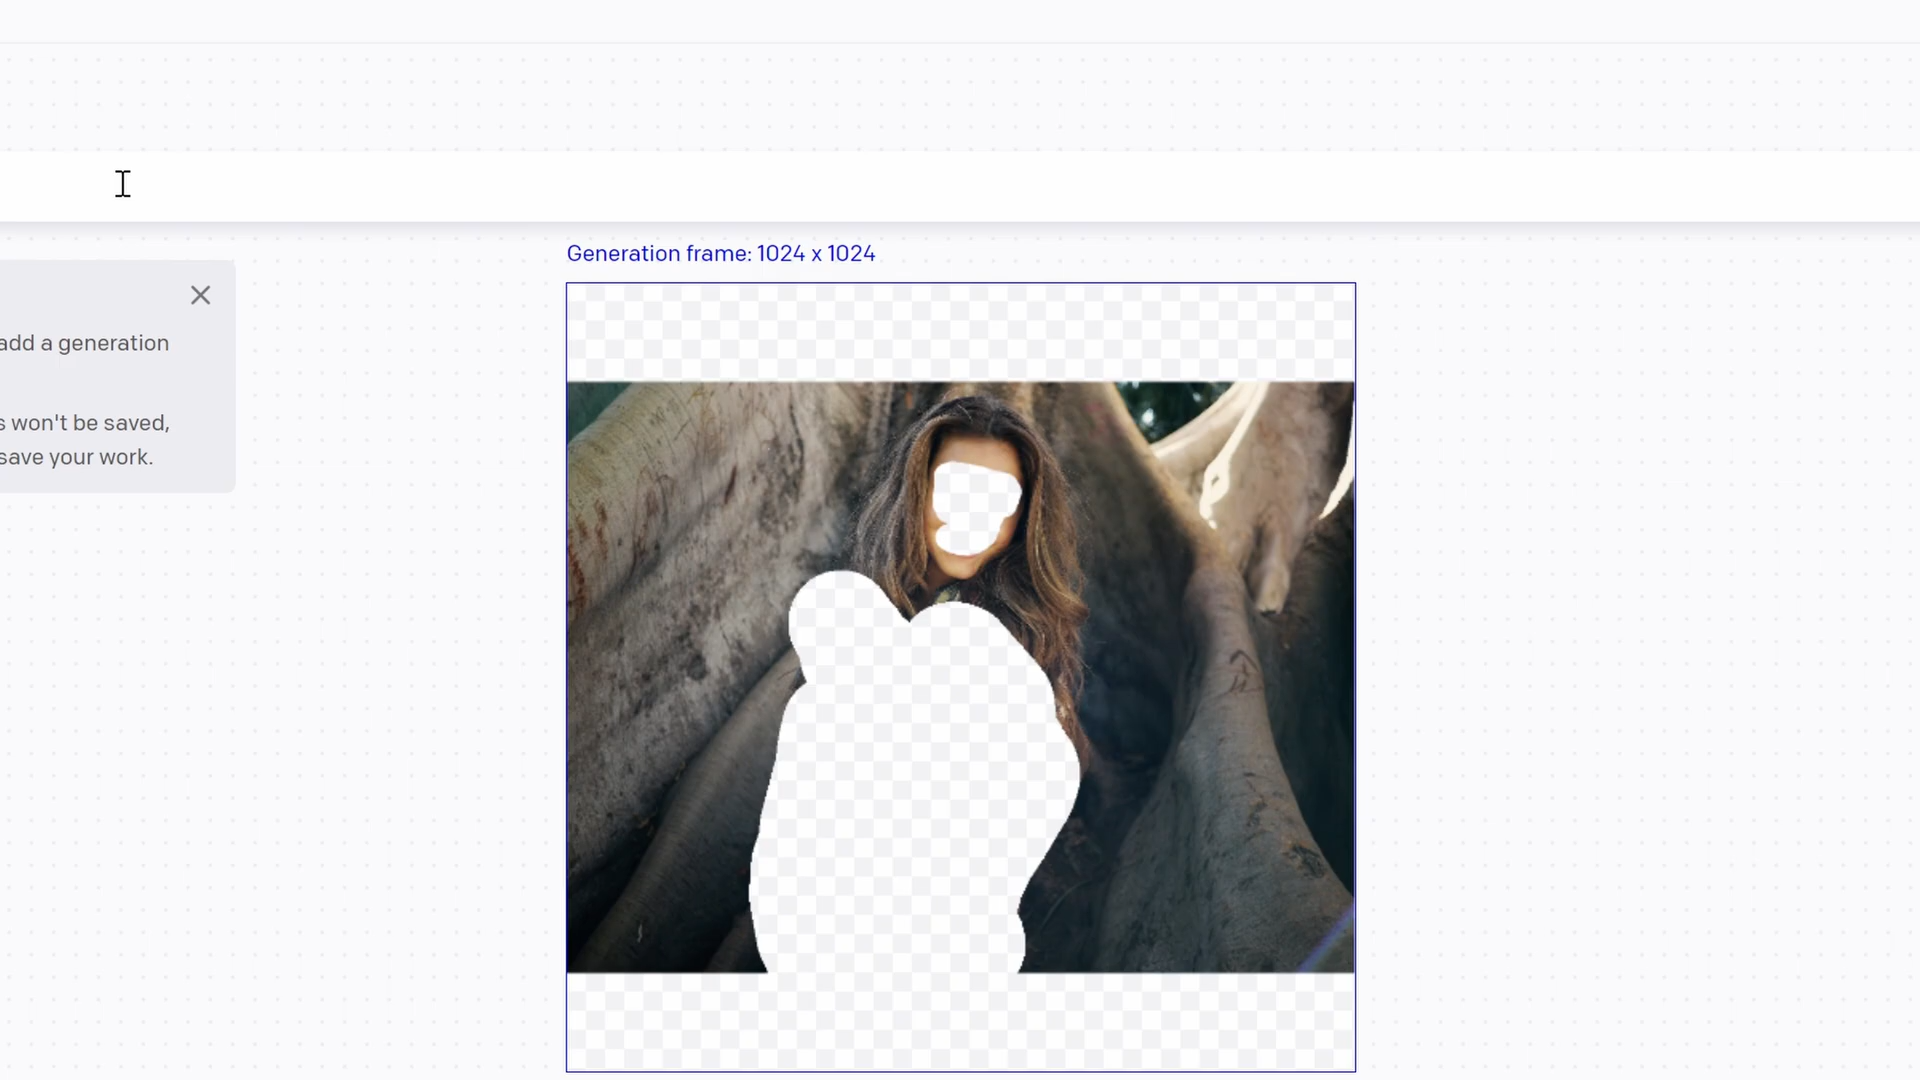 Generation frame: 1024 x 1024
add a generation
s won't be saved,
save your work.